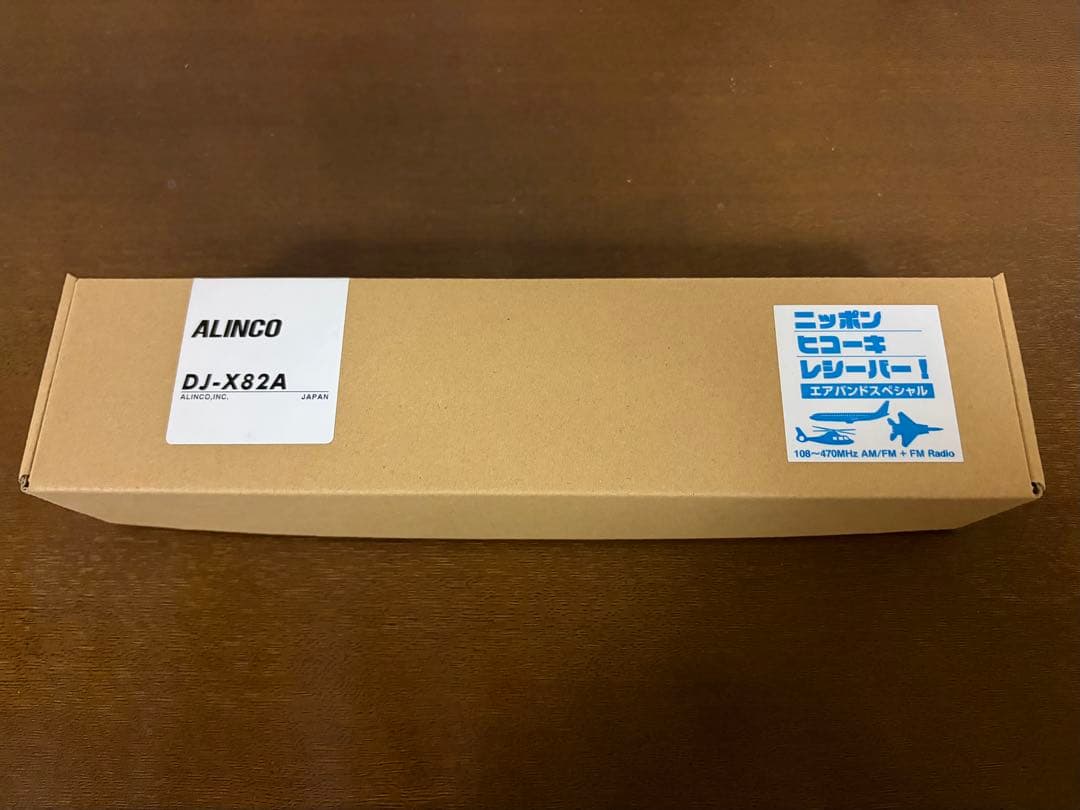 ALINCO
DJ-X82A
ALINCO,INC. JAPAN
ニッポン
ヒコーキ
レシーバー!
エアバンドスペシャル
108〜470MHz AM/FM + FM Radio